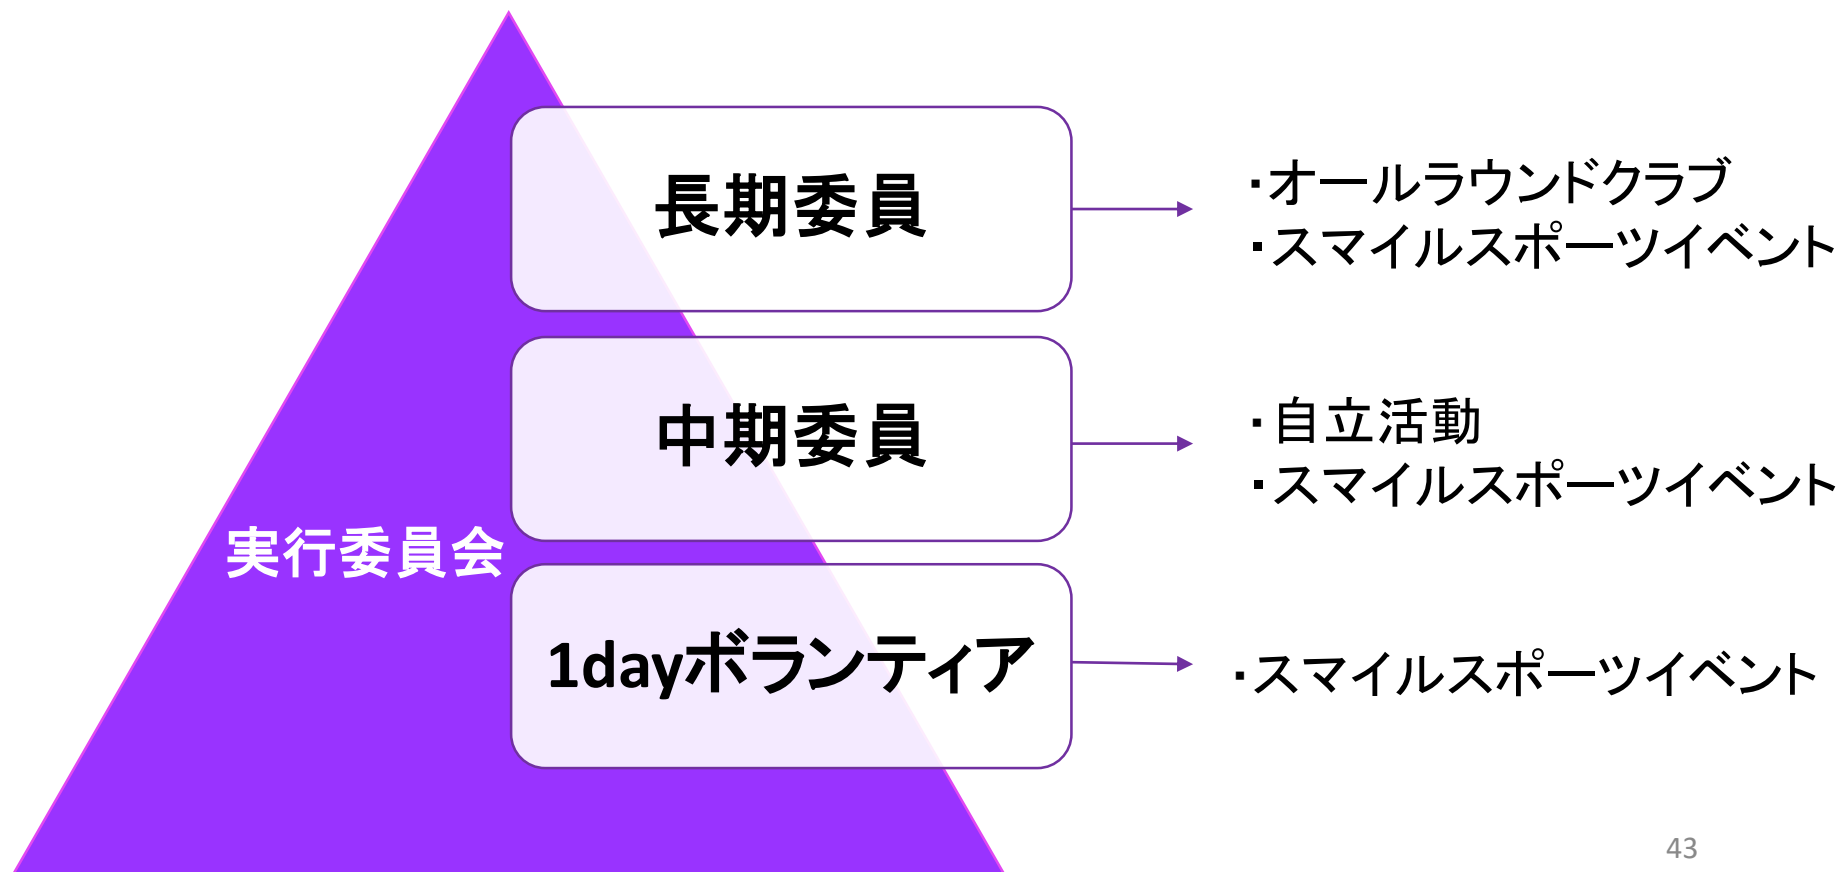 長期委員
・オールラウンドクラブ
・スマイルスポーツイベント
中期委員
・自立活動
・スマイルスポーツイベント
実行委員会
1dayボランティア
・スマイルスポーツイベント
43